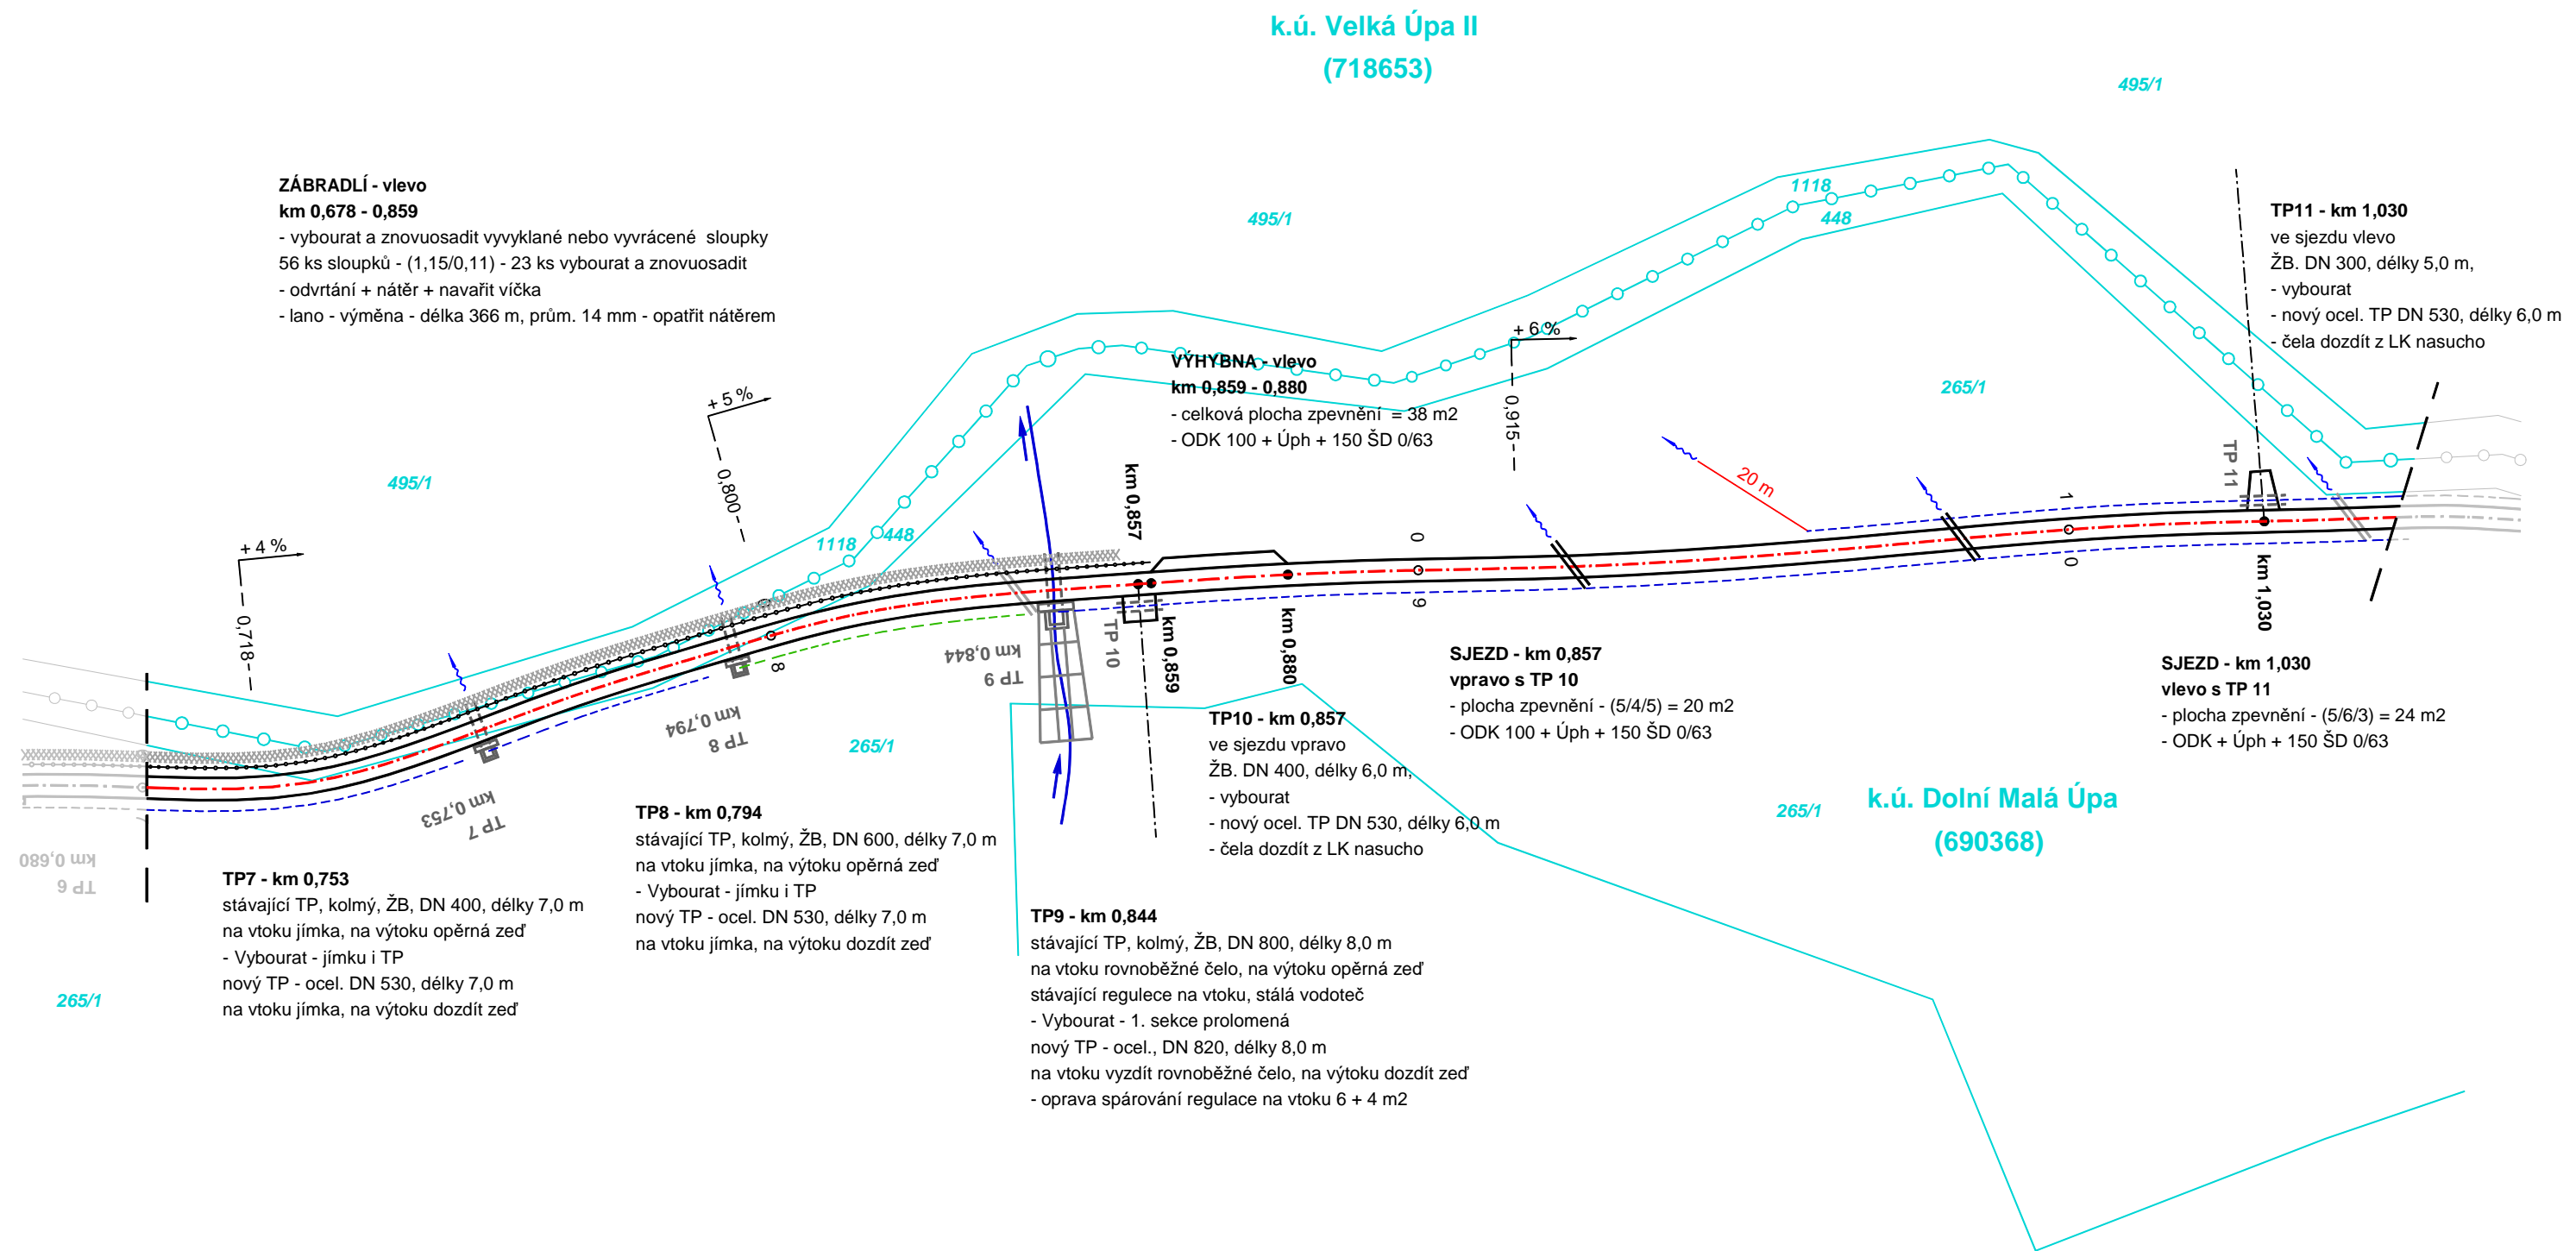 k.ú. Velká Úpa II
(718653)
495/1
ZÁBRADLÍ - vlevo
km 0,678 - 0,859
- vybourat a znovuosadit vyvyklané nebo vyvrácené  sloupky
56 ks sloupků - (1,15/0,11) - 23 ks vybourat a znovuosadit
- odvrtání + nátěr + navařit víčka
- lano - výměna - délka 366 m, prům. 14 mm - opatřit nátěrem
495/1
1118
448
TP11 - km 1,030
ve sjezdu vlevo
ŽB. DN 300, délky 5,0 m,
- vybourat
- nový ocel. TP DN 530, délky 6,0 m
- čela dozdít z LK nasucho
VÝHYBNA - vlevo
km 0,859 - 0,880
- celková plocha zpevnění  = 38 m2
- ODK 100 + Úph + 150 ŠD 0/63
+ 6 %
0,915
265/1
+ 5 %
0,800
495/1
+ 4 %
0,718
1118
448
km 0,857
20 m
TP 11
0
9
1
0
8
km 1,030
km 0,859
km 0,880
TP 10
km 0,844
TP 9
km 0,794
TP 8
km 0,753
TP 7
km 0,680
TP 6
265/1
SJEZD - km 0,857
vpravo s TP 10
- plocha zpevnění - (5/4/5) = 20 m2
- ODK 100 + Úph + 150 ŠD 0/63
SJEZD - km 1,030
vlevo s TP 11
- plocha zpevnění - (5/6/3) = 24 m2
- ODK + Úph + 150 ŠD 0/63
TP10 - km 0,857
ve sjezdu vpravo
ŽB. DN 400, délky 6,0 m,
- vybourat
- nový ocel. TP DN 530, délky 6,0 m
- čela dozdít z LK nasucho
265/1
k.ú. Dolní Malá Úpa
(690368)
TP8 - km 0,794
stávající TP, kolmý, ŽB, DN 600, délky 7,0 m
na vtoku jímka, na výtoku opěrná zeď
- Vybourat - jímku i TP
nový TP - ocel. DN 530, délky 7,0 m
na vtoku jímka, na výtoku dozdít zeď
TP7 - km 0,753
stávající TP, kolmý, ŽB, DN 400, délky 7,0 m
na vtoku jímka, na výtoku opěrná zeď
- Vybourat - jímku i TP
nový TP - ocel. DN 530, délky 7,0 m
na vtoku jímka, na výtoku dozdít zeď
265/1
TP9 - km 0,844
stávající TP, kolmý, ŽB, DN 800, délky 8,0 m
na vtoku rovnoběžné čelo, na výtoku opěrná zeď
stávající regulece na vtoku, stálá vodoteč
- Vybourat - 1. sekce prolomená
nový TP - ocel., DN 820, délky 8,0 m
na vtoku vyzdít rovnoběžné čelo, na výtoku dozdít zeď
- oprava spárování regulace na vtoku 6 + 4 m2